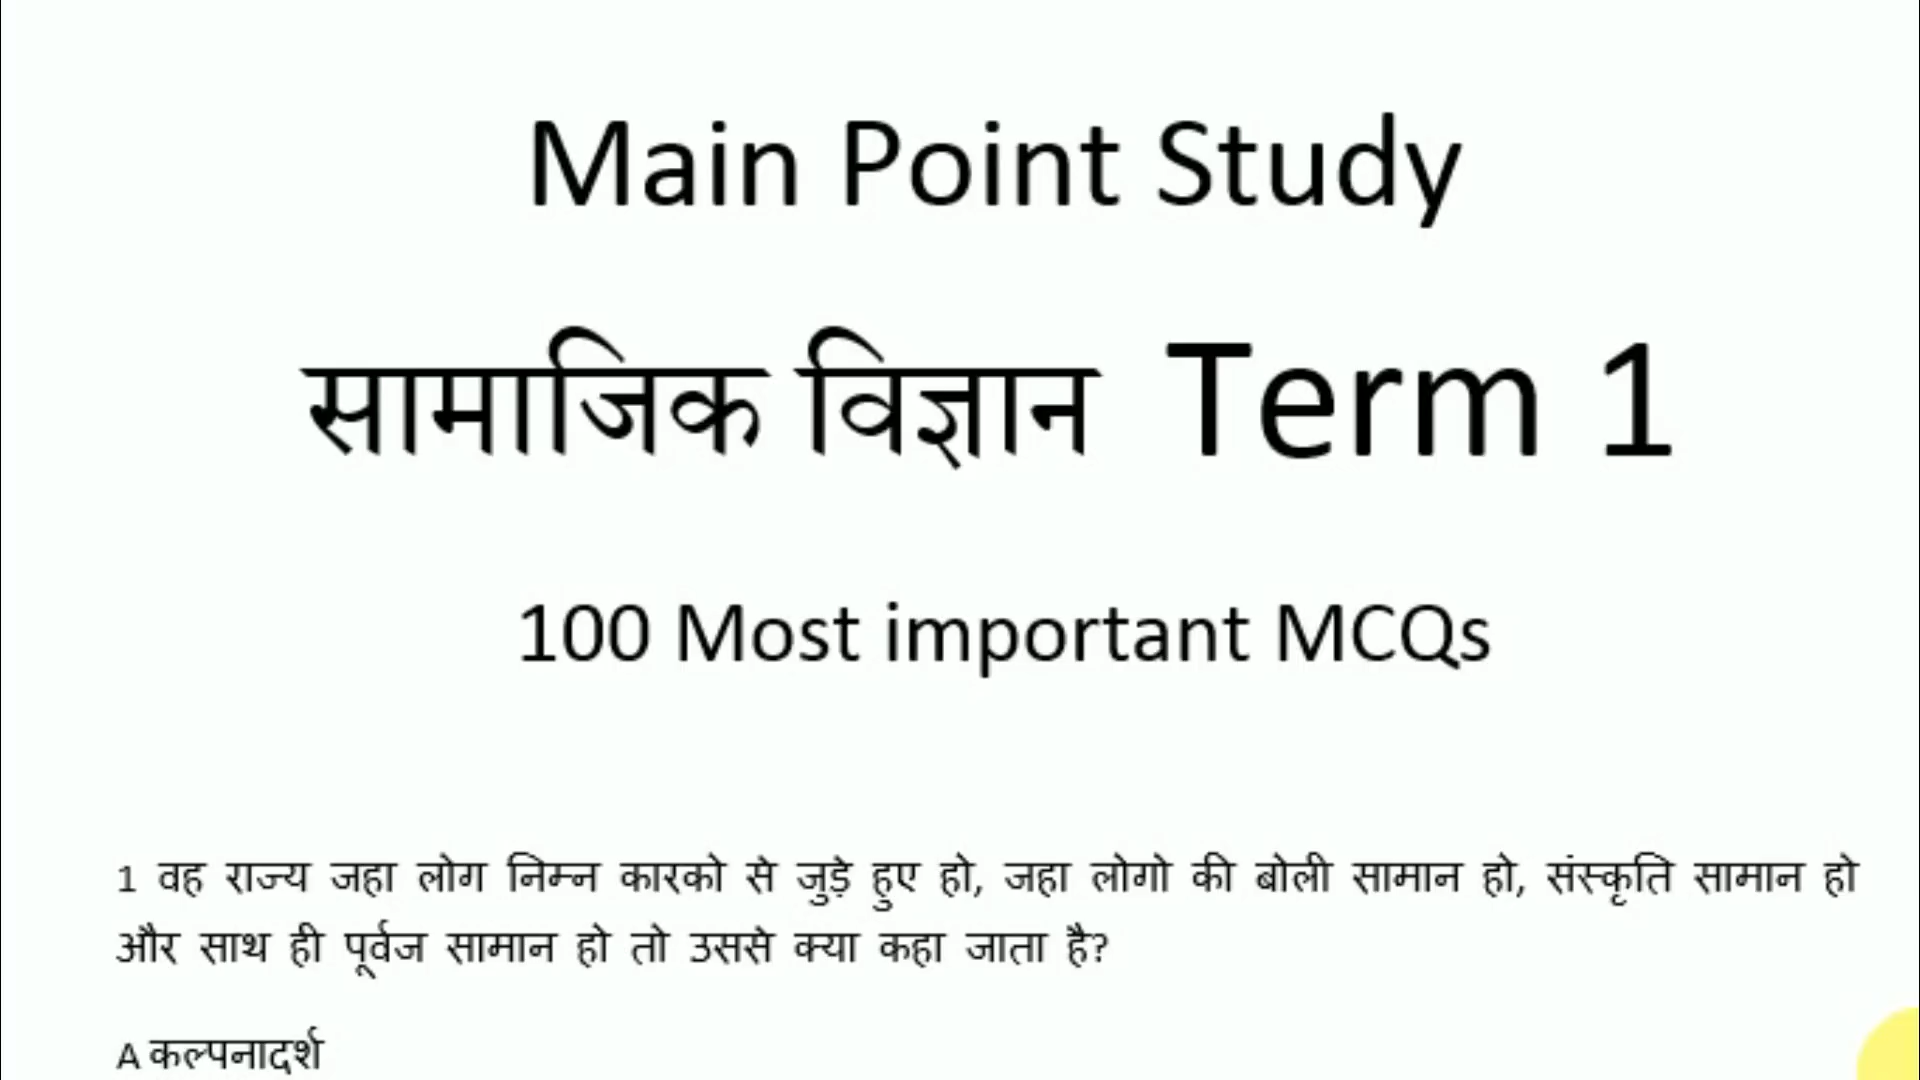 Main Point Study
सामाजिक विज्ञान Term 1
100 Most important MCQs
1 वह राज्य जहा लोग निम्न कारको से जुड़े हुए हो, जहा लोगो की बोली सामान हो, संस्कृति सामान हो
और साथ ही पूर्वज सामान हो तो उससे क्या कहा जाता है?
A कल्पनादर्श